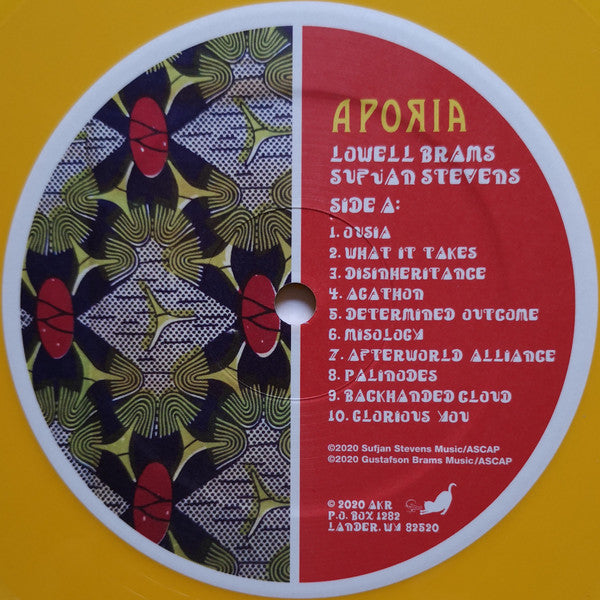 APORIA
LOWELL BRAMS
SUFJAN STEVENS
SIDE A:
1. OUSIA
2. WHAT IT TAKES
3. DISINHERITANCE
4. AGATHON
5. DETERMINED OUTCOME
6. MISOLOGY
7. AFTERWORLD ALLIANCE
8. PALINODES
9. BACKHANDED CLOUD
10. GLORIOUS YOU
©2020 Sufjan Stevens Music/ASCAP
©2020 Gustafson Brams Music/ASCAP
© 2020 AKR
P.O. BOX 1282
LANDER, WY 82520